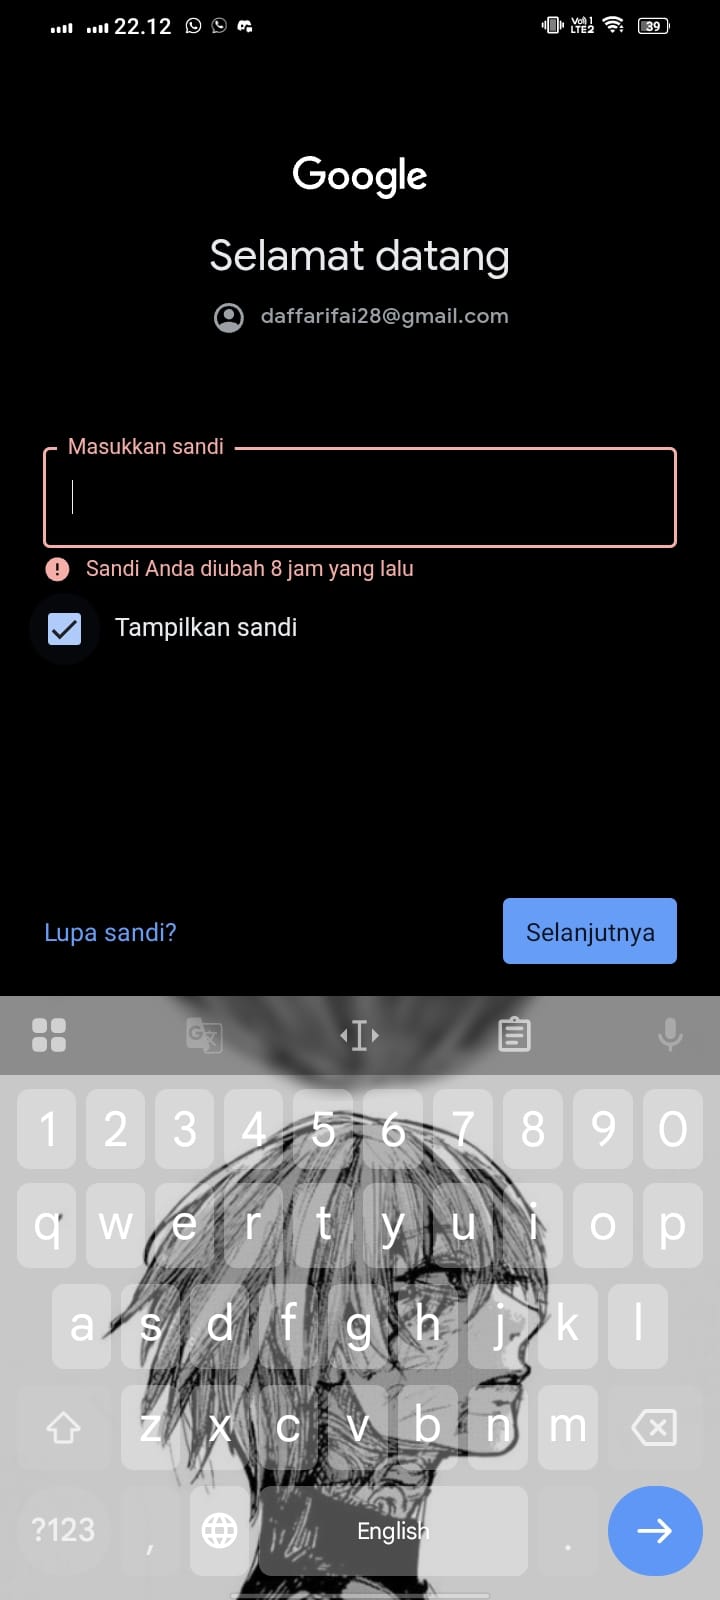 22.12
Vo)) 1
LTE2
39
Google
Selamat datang
daffarifai28@gmail.com
Masukkan sandi
Sandi Anda diubah 8 jam yang lalu
Tampilkan sandi
Lupa sandi?
Selanjutnya
1 2 3 4 5 6 7 8 9 0
q w e r t y u i o p
a s d f g h j k l
z x c v b n m
?123 , English .